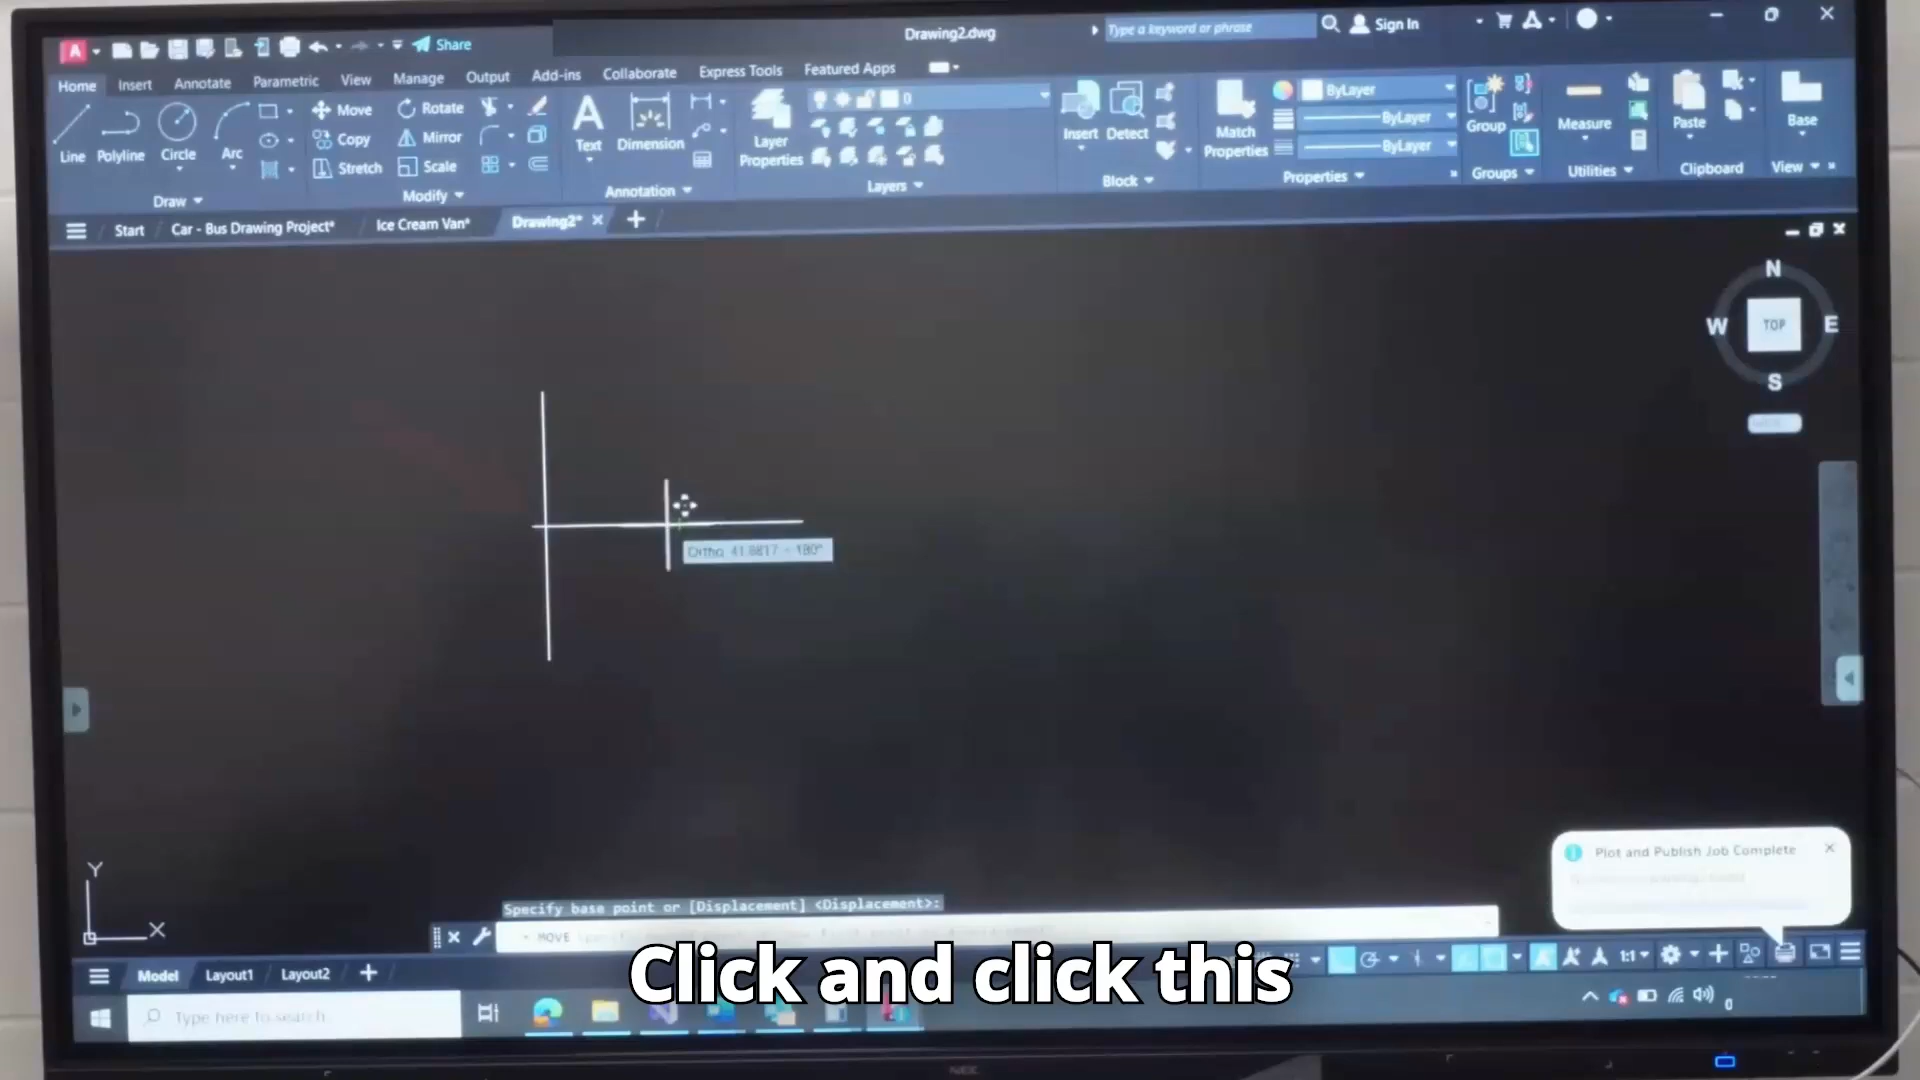 A Share Drawing2.dwg Type a keyword or phrase Sign In
Home Insert Annotate Parametric View Manage Output Add-ins Collaborate Express Tools Featured Apps
Line Polyline Circle Arc
Draw
Move Rotate
Copy Mirror
Stretch Scale
Modify
Text Dimension
Annotation
Layer Properties
0
Layers
Insert Detect
Block
Match Properties
ByLayer
ByLayer
ByLayer
Properties
Group
Groups
Measure
Utilities
Paste
Clipboard
Base
View
Start Car - Bus Drawing Project* Ice Cream Van* Drawing2*
N
W TOP E
S
Y
X
Plot and Publish Job Complete
Specify base point or [Displacement] <Displacement>:
MOVE
Click and click this
Model Layout1 Layout2 1:1
Type here to search
NEC